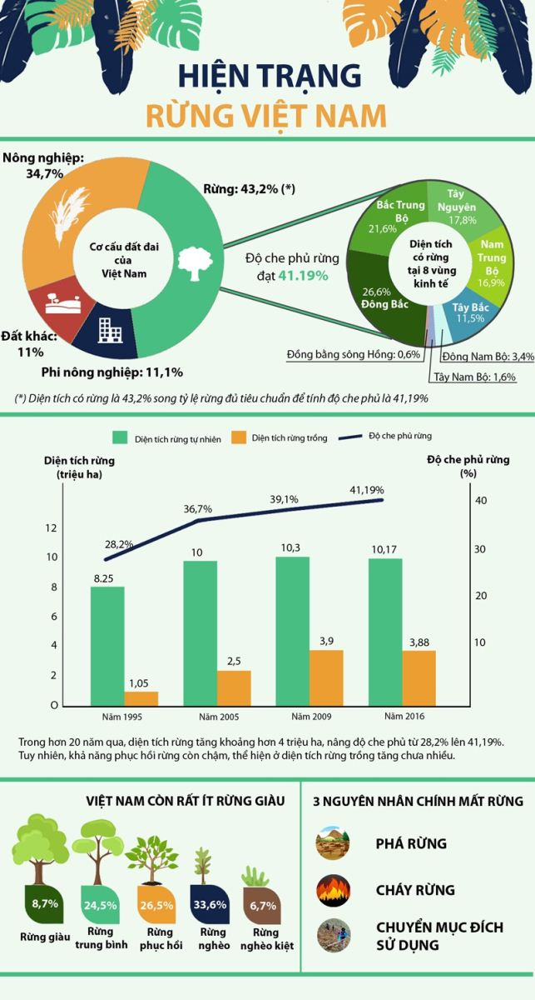 HIỆN TRẠNG
RỪNG VIỆT NAM
Nông nghiệp:
34,7%
Rừng: 43,2% (*)
Cơ cấu đất đai
của
Việt Nam
Đất khác:
11%
Phi nông nghiệp: 11,1%
Độ che phủ rừng
đạt 41.19%
Bắc Trung
Bộ
21,6%
Tây
Nguyên
17,8%
Nam
Trung
Bộ
16,9%
Diện tích
có rừng
tại 8 vùng
kinh tế
26,6%
Đông Bắc
Tây Bắc
11,5%
Đồng bằng sông Hồng: 0,6%
Đông Nam Bộ: 3,4%
Tây Nam Bộ: 1,6%
(*) Diện tích có rừng là 43,2% song tỷ lệ rừng đủ tiêu chuẩn để tính độ che phủ là 41,19%
Diện tích rừng tự nhiên
Diện tích rừng trồng
Độ che phủ rừng
Diện tích rừng
(triệu ha)
Độ che phủ rừng
(%)
12
10
8
6
4
2
O
40
30
20
10
28,2%
36,7%
39,1%
41,19%
8.25
1,05
10
2,5
10,3
3,9
10,17
3,88
Năm 1995
Năm 2005
Năm 2009
Năm 2016
Trong hơn 20 năm qua, diện tích rừng tăng khoảng hơn 4 triệu ha, nâng độ che phủ từ 28,2% lên 41,19%.
Tuy nhiên, khả năng phục hồi rừng còn chậm, thể hiện ở diện tích rừng trồng tăng chưa nhiều.
VIỆT NAM CÒN RẤT ÍT RỪNG GIÀU
8,7%
Rừng giàu
24,5%
Rừng
trung bình
26,5%
Rừng
phục hồi
33,6%
Rừng
nghèo
6,7%
Rừng
nghèo kiệt
3 NGUYÊN NHÂN CHÍNH MẤT RỪNG
PHÁ RỪNG
CHÁY RỪNG
CHUYỂN MỤC ĐÍCH
SỬ DỤNG